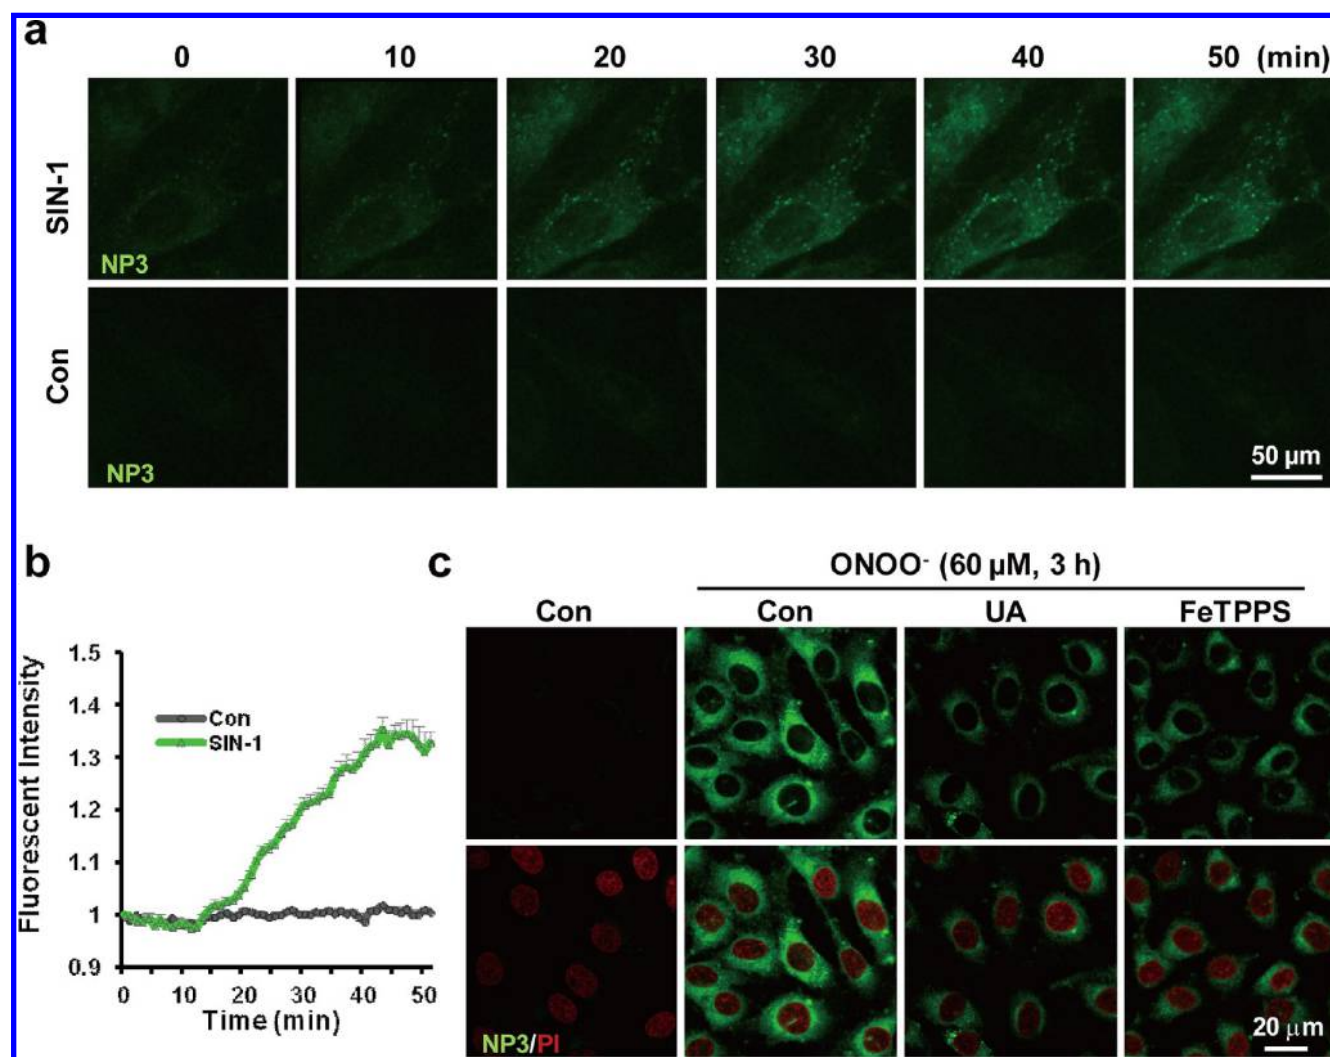 a
0 10 20 30 40 50 (min)
SIN-1
NP3
Con
NP3
50 µm
b
Fluorescent Intensity
1.5
1.4
1.3
1.2
1.1
1
0.9
Con
SIN-1
0 10 20 30 40 50
Time (min)
c
ONOO⁻ (60 µM, 3 h)
Con Con UA FeTPPS
NP3/PI
20 µm